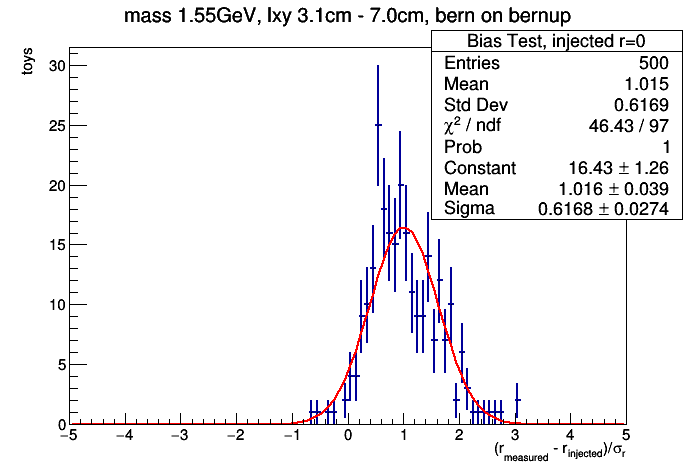 mass 1.55GeV, lxy 3.1cm - 7.0cm, bern on bernup
Bias Test, injected r=0
Entries 500
Mean 1.015
Std Dev 0.6169
χ² / ndf 46.43 / 97
Prob 1
Constant 16.43 ± 1.26
Mean 1.016 ± 0.039
Sigma 0.6168 ± 0.0274
toys
30
25
20
15
10
5
0
−5 −4 −3 −2 −1 0 1 2 3 4 5
(r_measured - r_injected)/σ_r